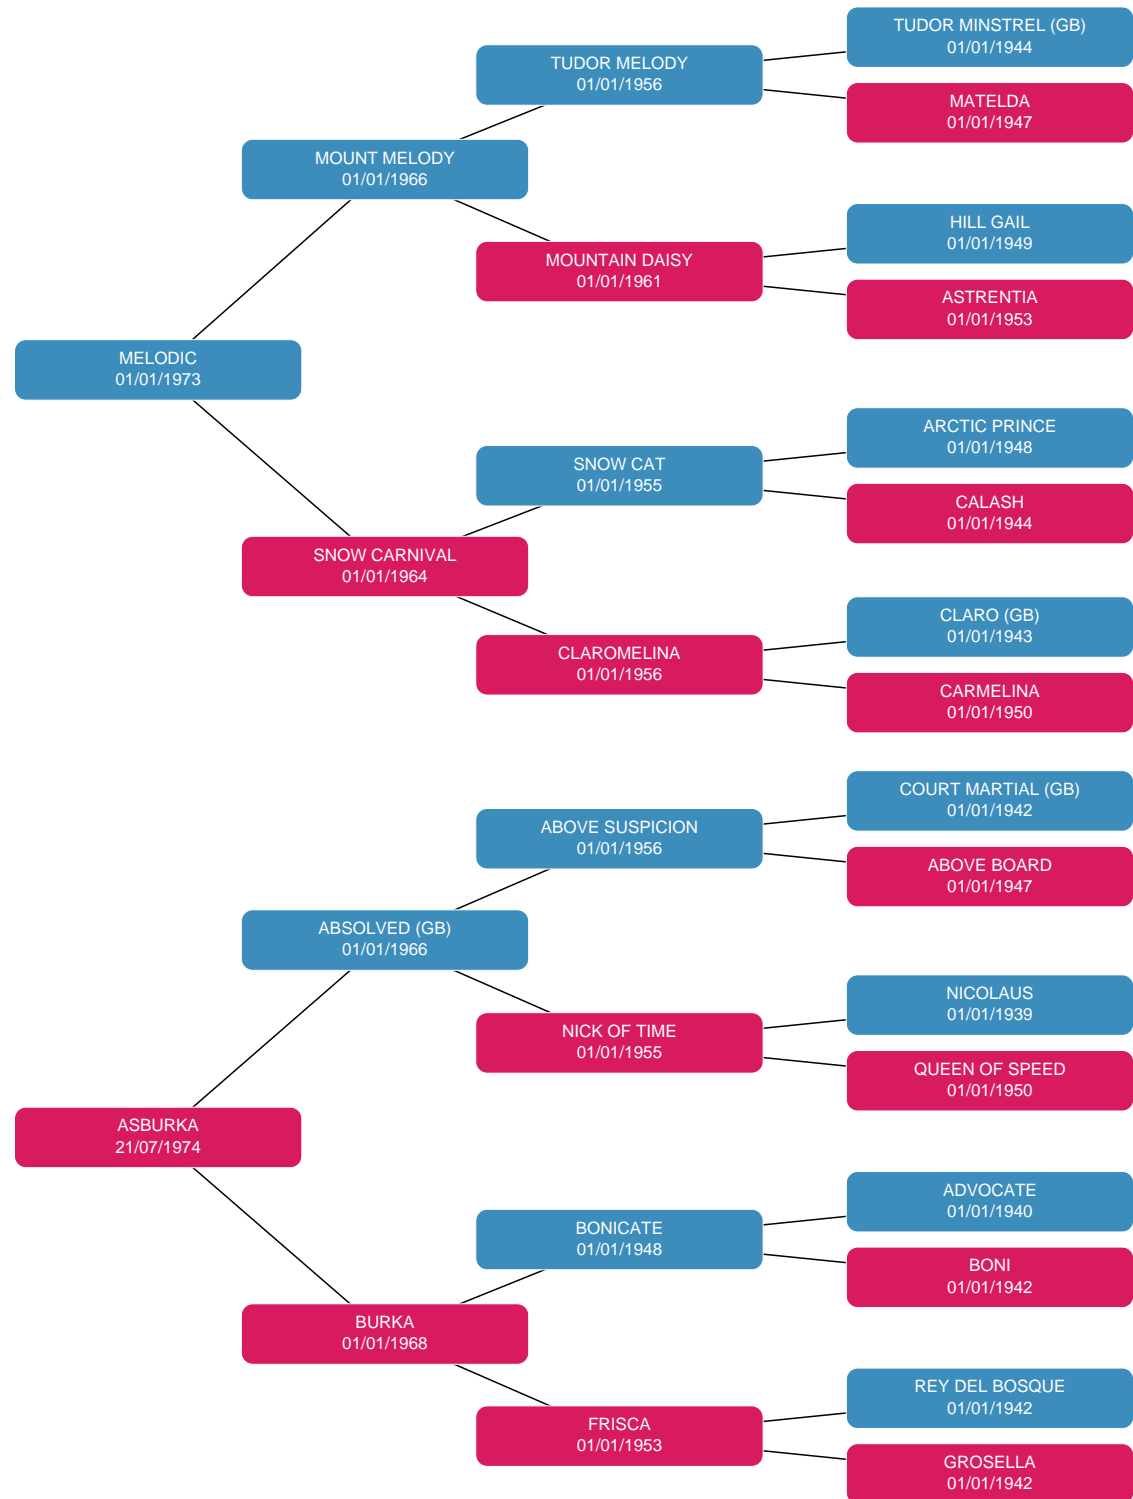 TUDOR MINSTREL (GB)
01/01/1944
TUDOR MELODY
01/01/1956
MATELDA
01/01/1947
MOUNT MELODY
01/01/1966
HILL GAIL
01/01/1949
MOUNTAIN DAISY
01/01/1961
ASTRENTIA
01/01/1953
MELODIC
01/01/1973
ARCTIC PRINCE
01/01/1948
SNOW CAT
01/01/1955
CALASH
01/01/1944
SNOW CARNIVAL
01/01/1964
CLARO (GB)
01/01/1943
CLAROMELINA
01/01/1956
CARMELINA
01/01/1950
COURT MARTIAL (GB)
01/01/1942
ABOVE SUSPICION
01/01/1956
ABOVE BOARD
01/01/1947
ABSOLVED (GB)
01/01/1966
NICOLAUS
01/01/1939
NICK OF TIME
01/01/1955
QUEEN OF SPEED
01/01/1950
ASBURKA
21/07/1974
ADVOCATE
01/01/1940
BONICATE
01/01/1948
BONI
01/01/1942
BURKA
01/01/1968
REY DEL BOSQUE
01/01/1942
FRISCA
01/01/1953
GROSELLA
01/01/1942